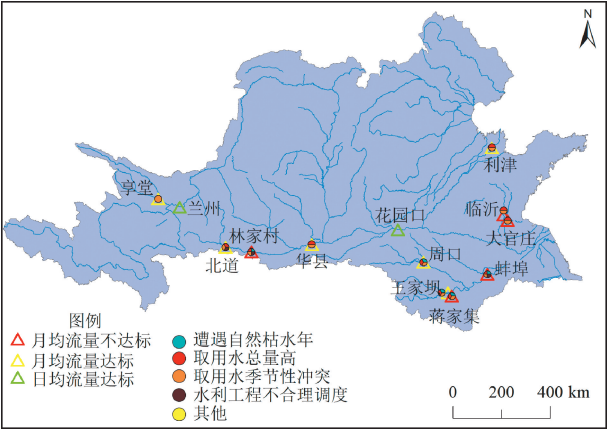 N
利津
享堂
兰州
临沂
花园口
大官庄
林家村
北道
华县
周口
蚌埠
王家坝
蒋家集
图例
月均流量不达标
月均流量达标
日均流量达标
遭遇自然枯水年
取用水总量高
取用水季节性冲突
水利工程不合理调度
其他
0 200 400 km